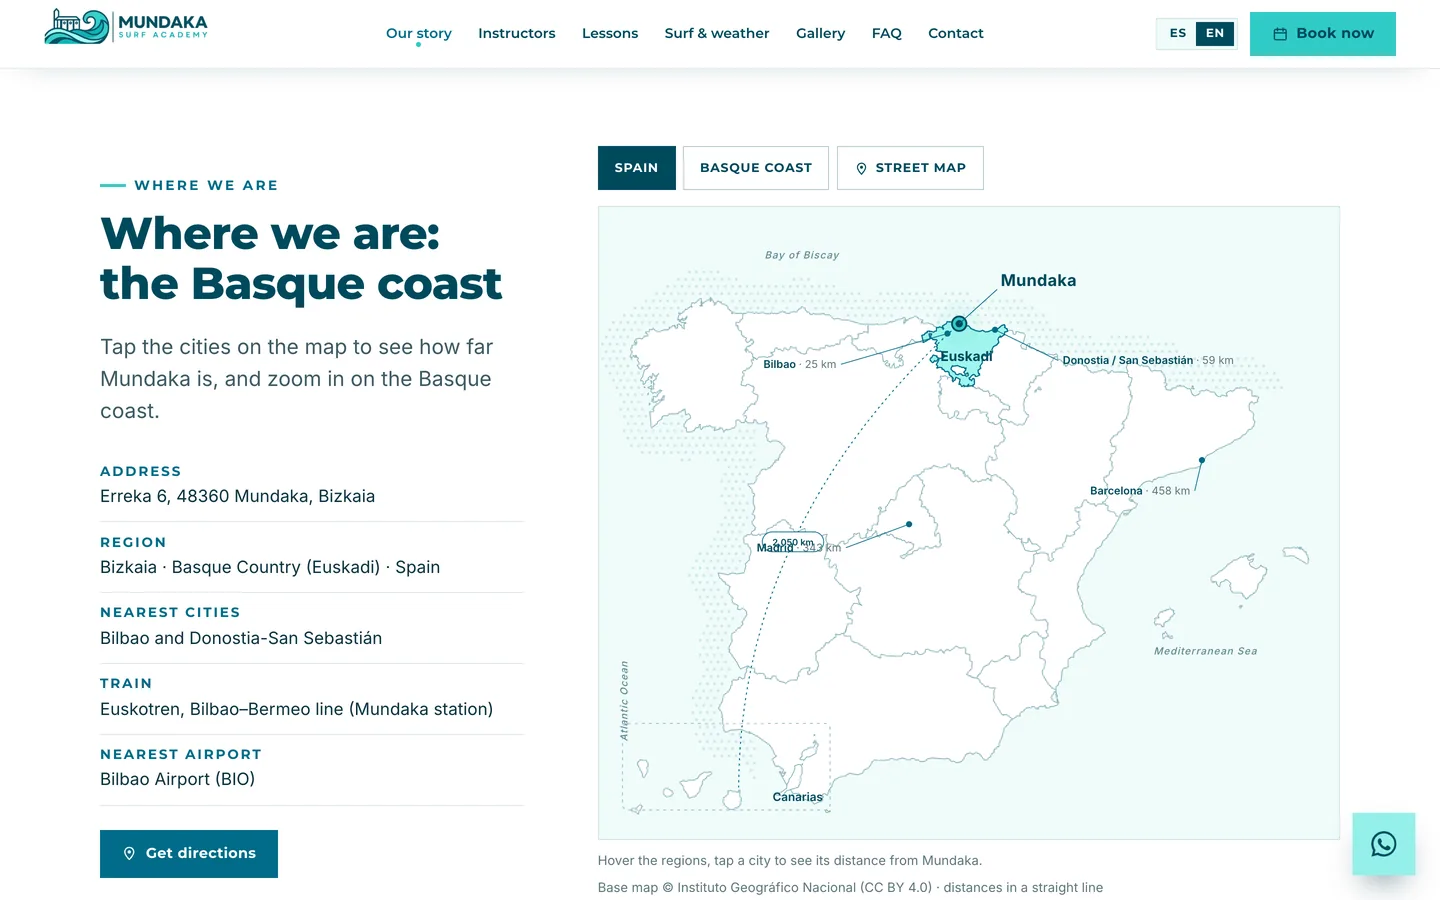 MUNDAKA
SURF ACADEMY
Our story
Instructors
Lessons
Surf & weather
Gallery
FAQ
Contact
ES
EN
Book now
WHERE WE ARE
Where we are:
the Basque coast
Tap the cities on the map to see how far
Mundaka is, and zoom in on the Basque
coast.
ADDRESS
Erreka 6, 48360 Mundaka, Bizkaia
REGION
Bizkaia · Basque Country (Euskadi) · Spain
NEAREST CITIES
Bilbao and Donostia-San Sebastián
TRAIN
Euskotren, Bilbao–Bermeo line (Mundaka station)
NEAREST AIRPORT
Bilbao Airport (BIO)
Get directions
SPAIN
BASQUE COAST
STREET MAP
Bay of Biscay
Mundaka
Euskadi
Bilbao · 25 km
Donostia / San Sebastián · 59 km
Barcelona · 458 km
2,050 km
Madrid · 343 km
Mediterranean Sea
Atlantic Ocean
Canarias
Hover the regions, tap a city to see its distance from Mundaka.
Base map © Instituto Geográfico Nacional (CC BY 4.0) · distances in a straight line